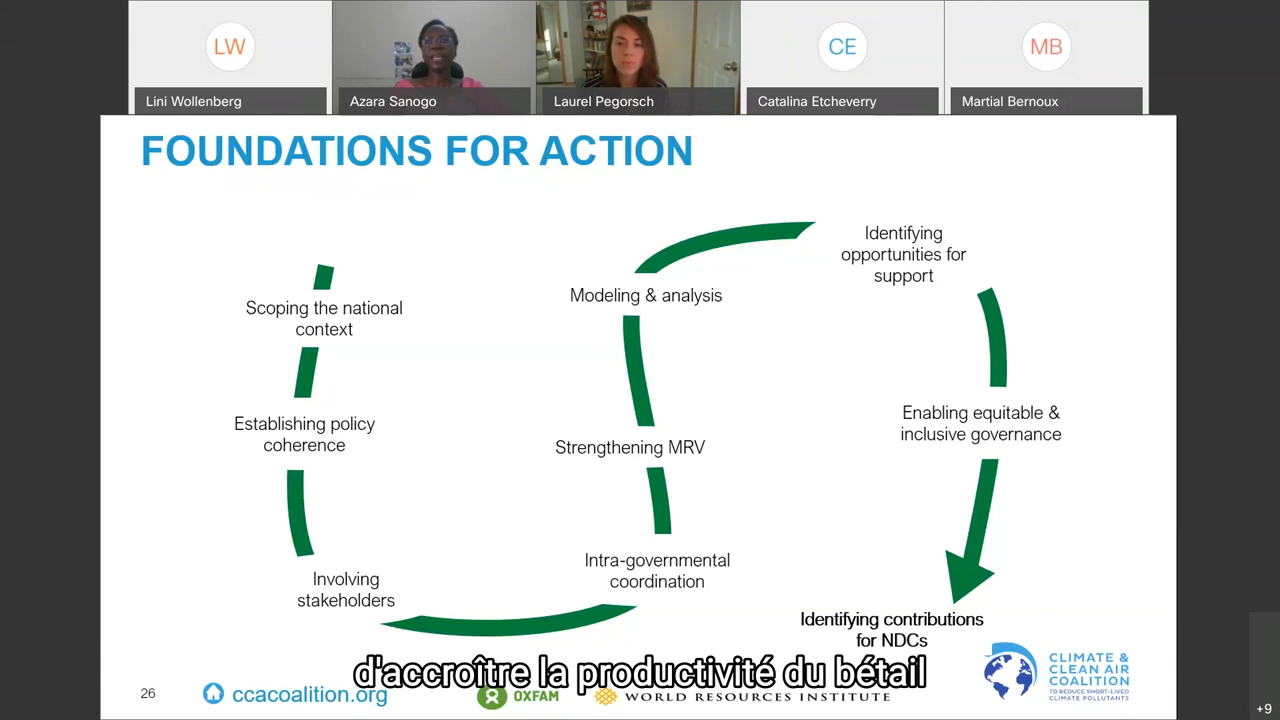 LW
CE
MB
Lini Wollenberg
Azara Sanogo
Laurel Pegorsch
Catalina Etcheverry
Martial Bernoux
FOUNDATIONS FOR ACTION
Scoping the national
context
Establishing policy
coherence
Involving
stakeholders
Modeling & analysis
Strengthening MRV
Intra-governmental
coordination
Identifying
opportunities for
support
Enabling equitable &
inclusive governance
Identifying contributions
for NDCs
d'accroître la productivité du bétail
26
ccacoalition.org
OXFAM
WORLD RESOURCES INSTITUTE
CLIMATE &
CLEAN AIR
COALITION
TO REDUCE SHORT-LIVED
CLIMATE POLLUTANTS
+9